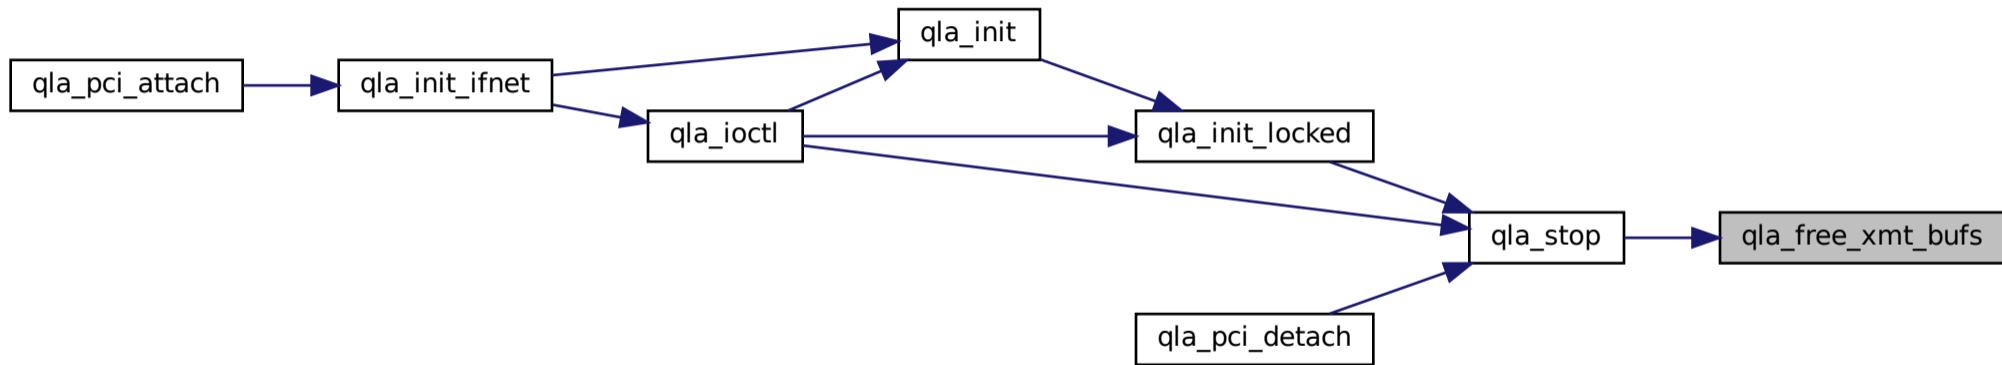 qla_init
qla_pci_attach
qla_init_ifnet
qla_ioctl
qla_init_locked
qla_stop
qla_free_xmt_bufs
qla_pci_detach